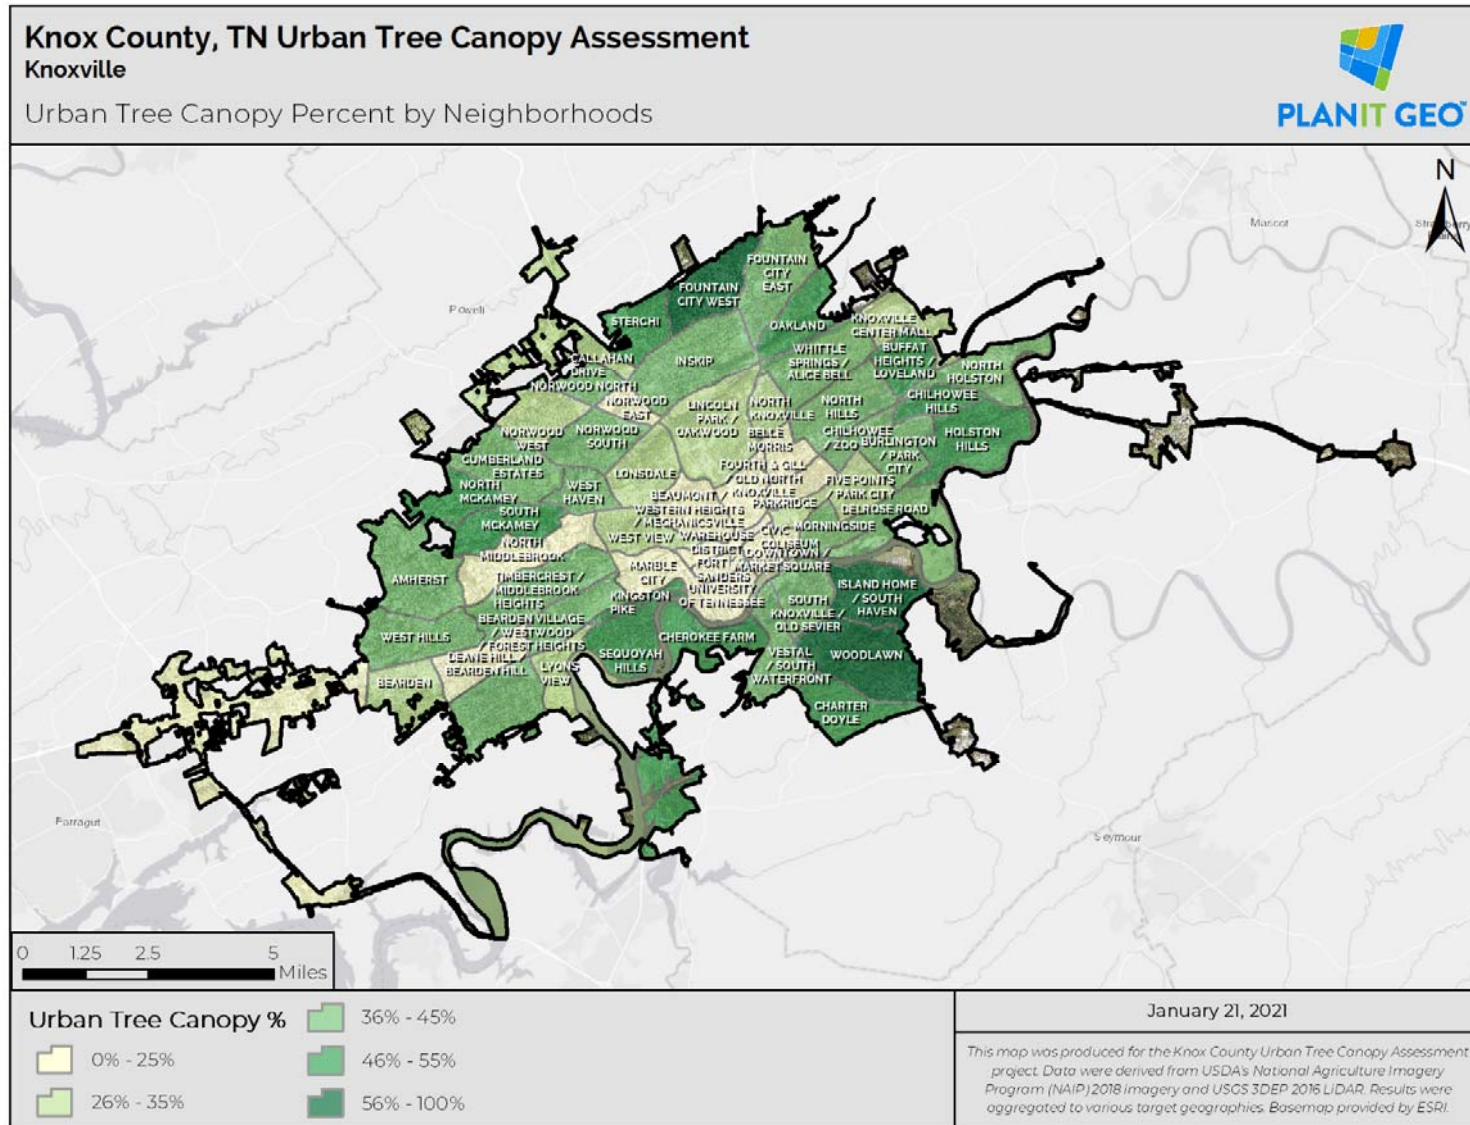 Knox County, TN Urban Tree Canopy Assessment
Knoxville
Urban Tree Canopy Percent by Neighborhoods
PLANIT GEO™
N
Mascot
Powell
FOUNTAIN
CITY
EAST
FOUNTAIN
CITY WEST
STERCHI
OAKLAND
KNOXVILLE
CENTER MALL
INSKIP
WHITTLE
SPRINGS /
ALICE BELL
BUFFAT
HEIGHTS /
LOVELAND
NORTH
HOLSTON
CALLAHAN
DRIVE
NORWOOD NORTH
NORWOOD
EAST
LINCOLN
PARK /
OAKWOOD
NORTH
KNOXVILLE
NORTH
HILLS
CHILHOWEE
HILLS
NORWOOD
WEST
NORWOOD
SOUTH
BELLE
MORRIS
CHILHOWEE
/ ZOO
BURLINGTON
/ PARK
CITY
HOLSTON
HILLS
CUMBERLAND
ESTATES
LONSDALE
FOURTH & GILL
/ OLD NORTH
KNOXVILLE
FIVE POINTS
/ PARK CITY
NORTH
MCKAMEY
WEST
HAVEN
BEAUMONT /
WESTERN HEIGHTS
/ MECHANICSVILLE
PARKRIDGE
DELROSE ROAD
SOUTH
MCKAMEY
WEST VIEW
WAREHOUSE
DISTRICT
CIVIC
COLISEUM
MORNINGSIDE
NORTH
MIDDLEBROOK
MARBLE
CITY
FORT
SANDERS
DOWNTOWN /
MARKET SQUARE
AMHERST
TIMBERCREST /
MIDDLEBROOK
HEIGHTS
KINGSTON
PIKE
UNIVERSITY
OF TENNESSEE
SOUTH
KNOXVILLE /
OLD SEVIER
ISLAND HOME
/ SOUTH
HAVEN
WEST HILLS
BEARDEN VILLAGE
/ WESTWOOD
/ FOREST HEIGHTS
CHEROKEE FARM
DEANE HILL /
BEARDEN HILL
LYONS
VIEW
SEQUOYAH
HILLS
VESTAL
/ SOUTH
WATERFRONT
WOODLAWN
BEARDEN
CHARTER
DOYLE
Farragut
Seymour
0 1.25 2.5 5
Miles
Urban Tree Canopy %
0% - 25%
26% - 35%
36% - 45%
46% - 55%
56% - 100%
January 21, 2021
This map was produced for the Knox County Urban Tree Canopy Assessment
project. Data were derived from USDA's National Agriculture Imagery
Program (NAIP) 2018 imagery and USGS 3DEP 2016 LiDAR. Results were
aggregated to various target geographies. Basemap provided by ESRI.